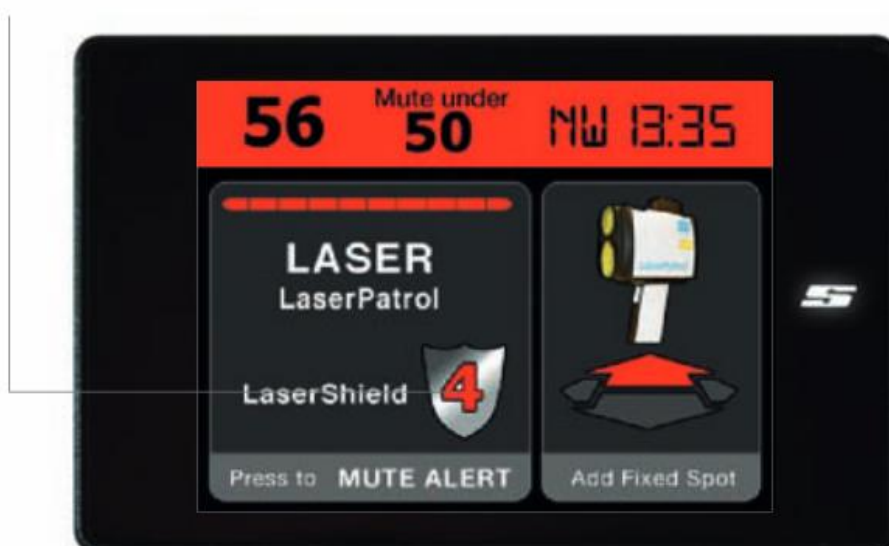 56
Mute under
50
NW 13:35
LASER
LaserPatrol
LaserShield 4
Press to MUTE ALERT
Add Fixed Spot